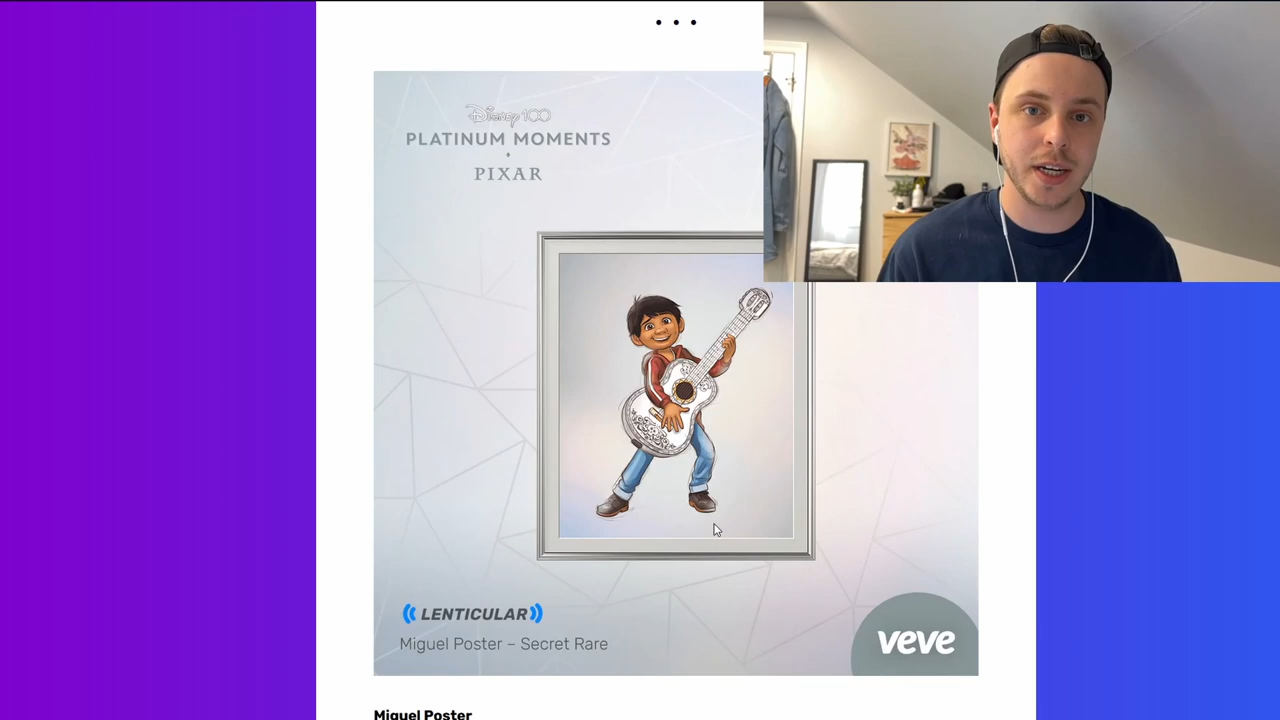 Disney 100
PLATINUM MOMENTS
PIXAR
LENTICULAR
Miguel Poster – Secret Rare
veve
Miguel Poster